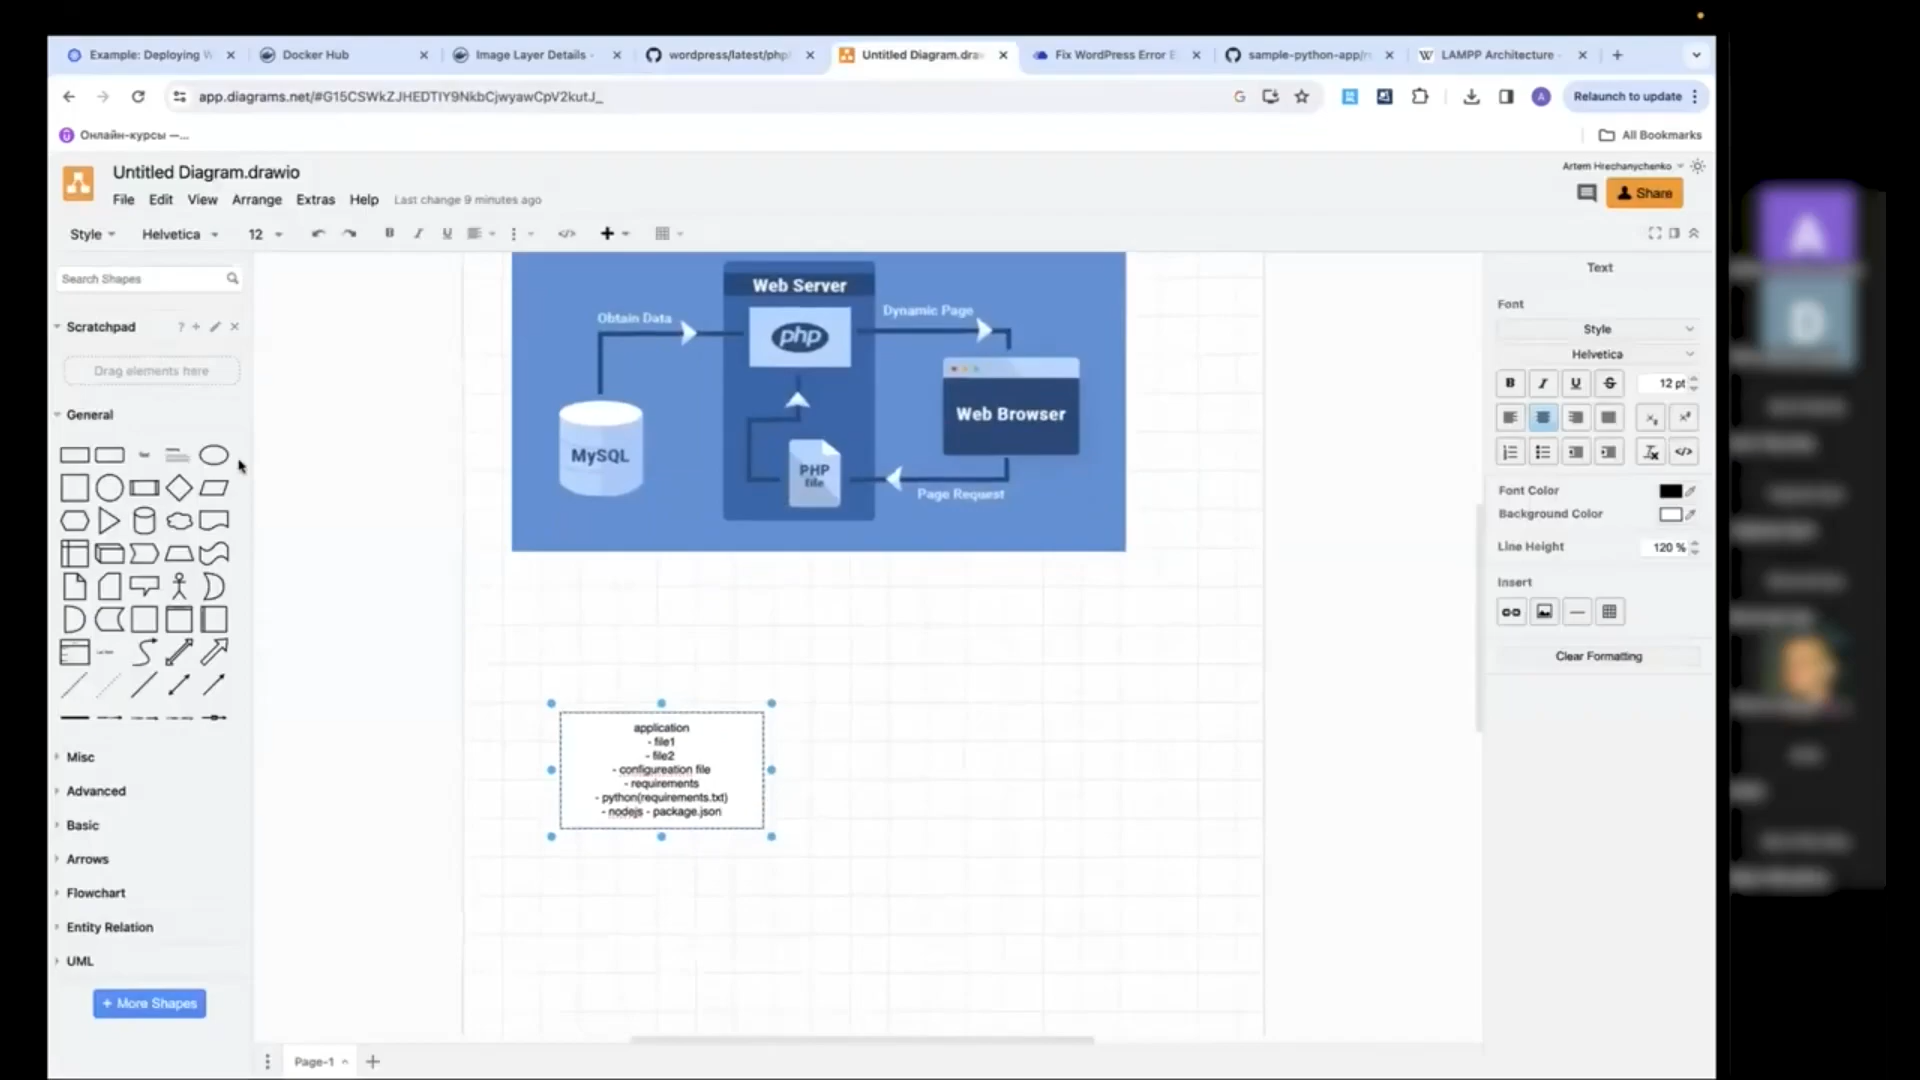 Example: Deploying W
Docker Hub
Image Layer Details -
wordpress/latest/php
Untitled Diagram.dra
Fix WordPress Error E
sample-python-app/r
LAMPP Architecture -
app.diagrams.net/#G15CSWkZJHEDTIY9NkbCjwyawCpV2kutJ_
G
A
Relaunch to update
Онлайн-курсы —...
All Bookmarks
Untitled Diagram.drawio
Artem Hrechanychenko
File Edit View Arrange Extras Help Last change 9 minutes ago
Share
Style Helvetica 12 B I U
Search Shapes
Scratchpad
Drag elements here
General
Text
Misc
Advanced
Basic
Arrows
Flowchart
Entity Relation
UML
+ More Shapes
Web Server
Obtain Data
php
Dynamic Page
Web Browser
MySQL
PHP
file
Page Request
application
- file1
- file2
- configureation file
- requirements
- python(requirements.txt)
- nodejs - package.json
Page-1
Text
Font
Style
Helvetica
B I U S 12 pt
Font Color
Background Color
Line Height 120 %
Insert
Clear Formatting
A
D